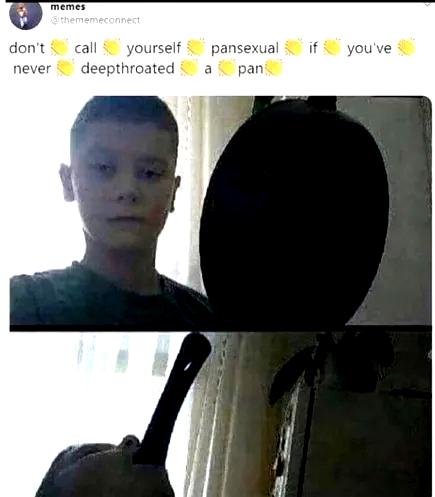 memes
@thememeconnect
don't 👏 call 👏 yourself 👏 pansexual 👏 if 👏 you've 👏
never 👏 deepthroated 👏 a 👏 pan👏